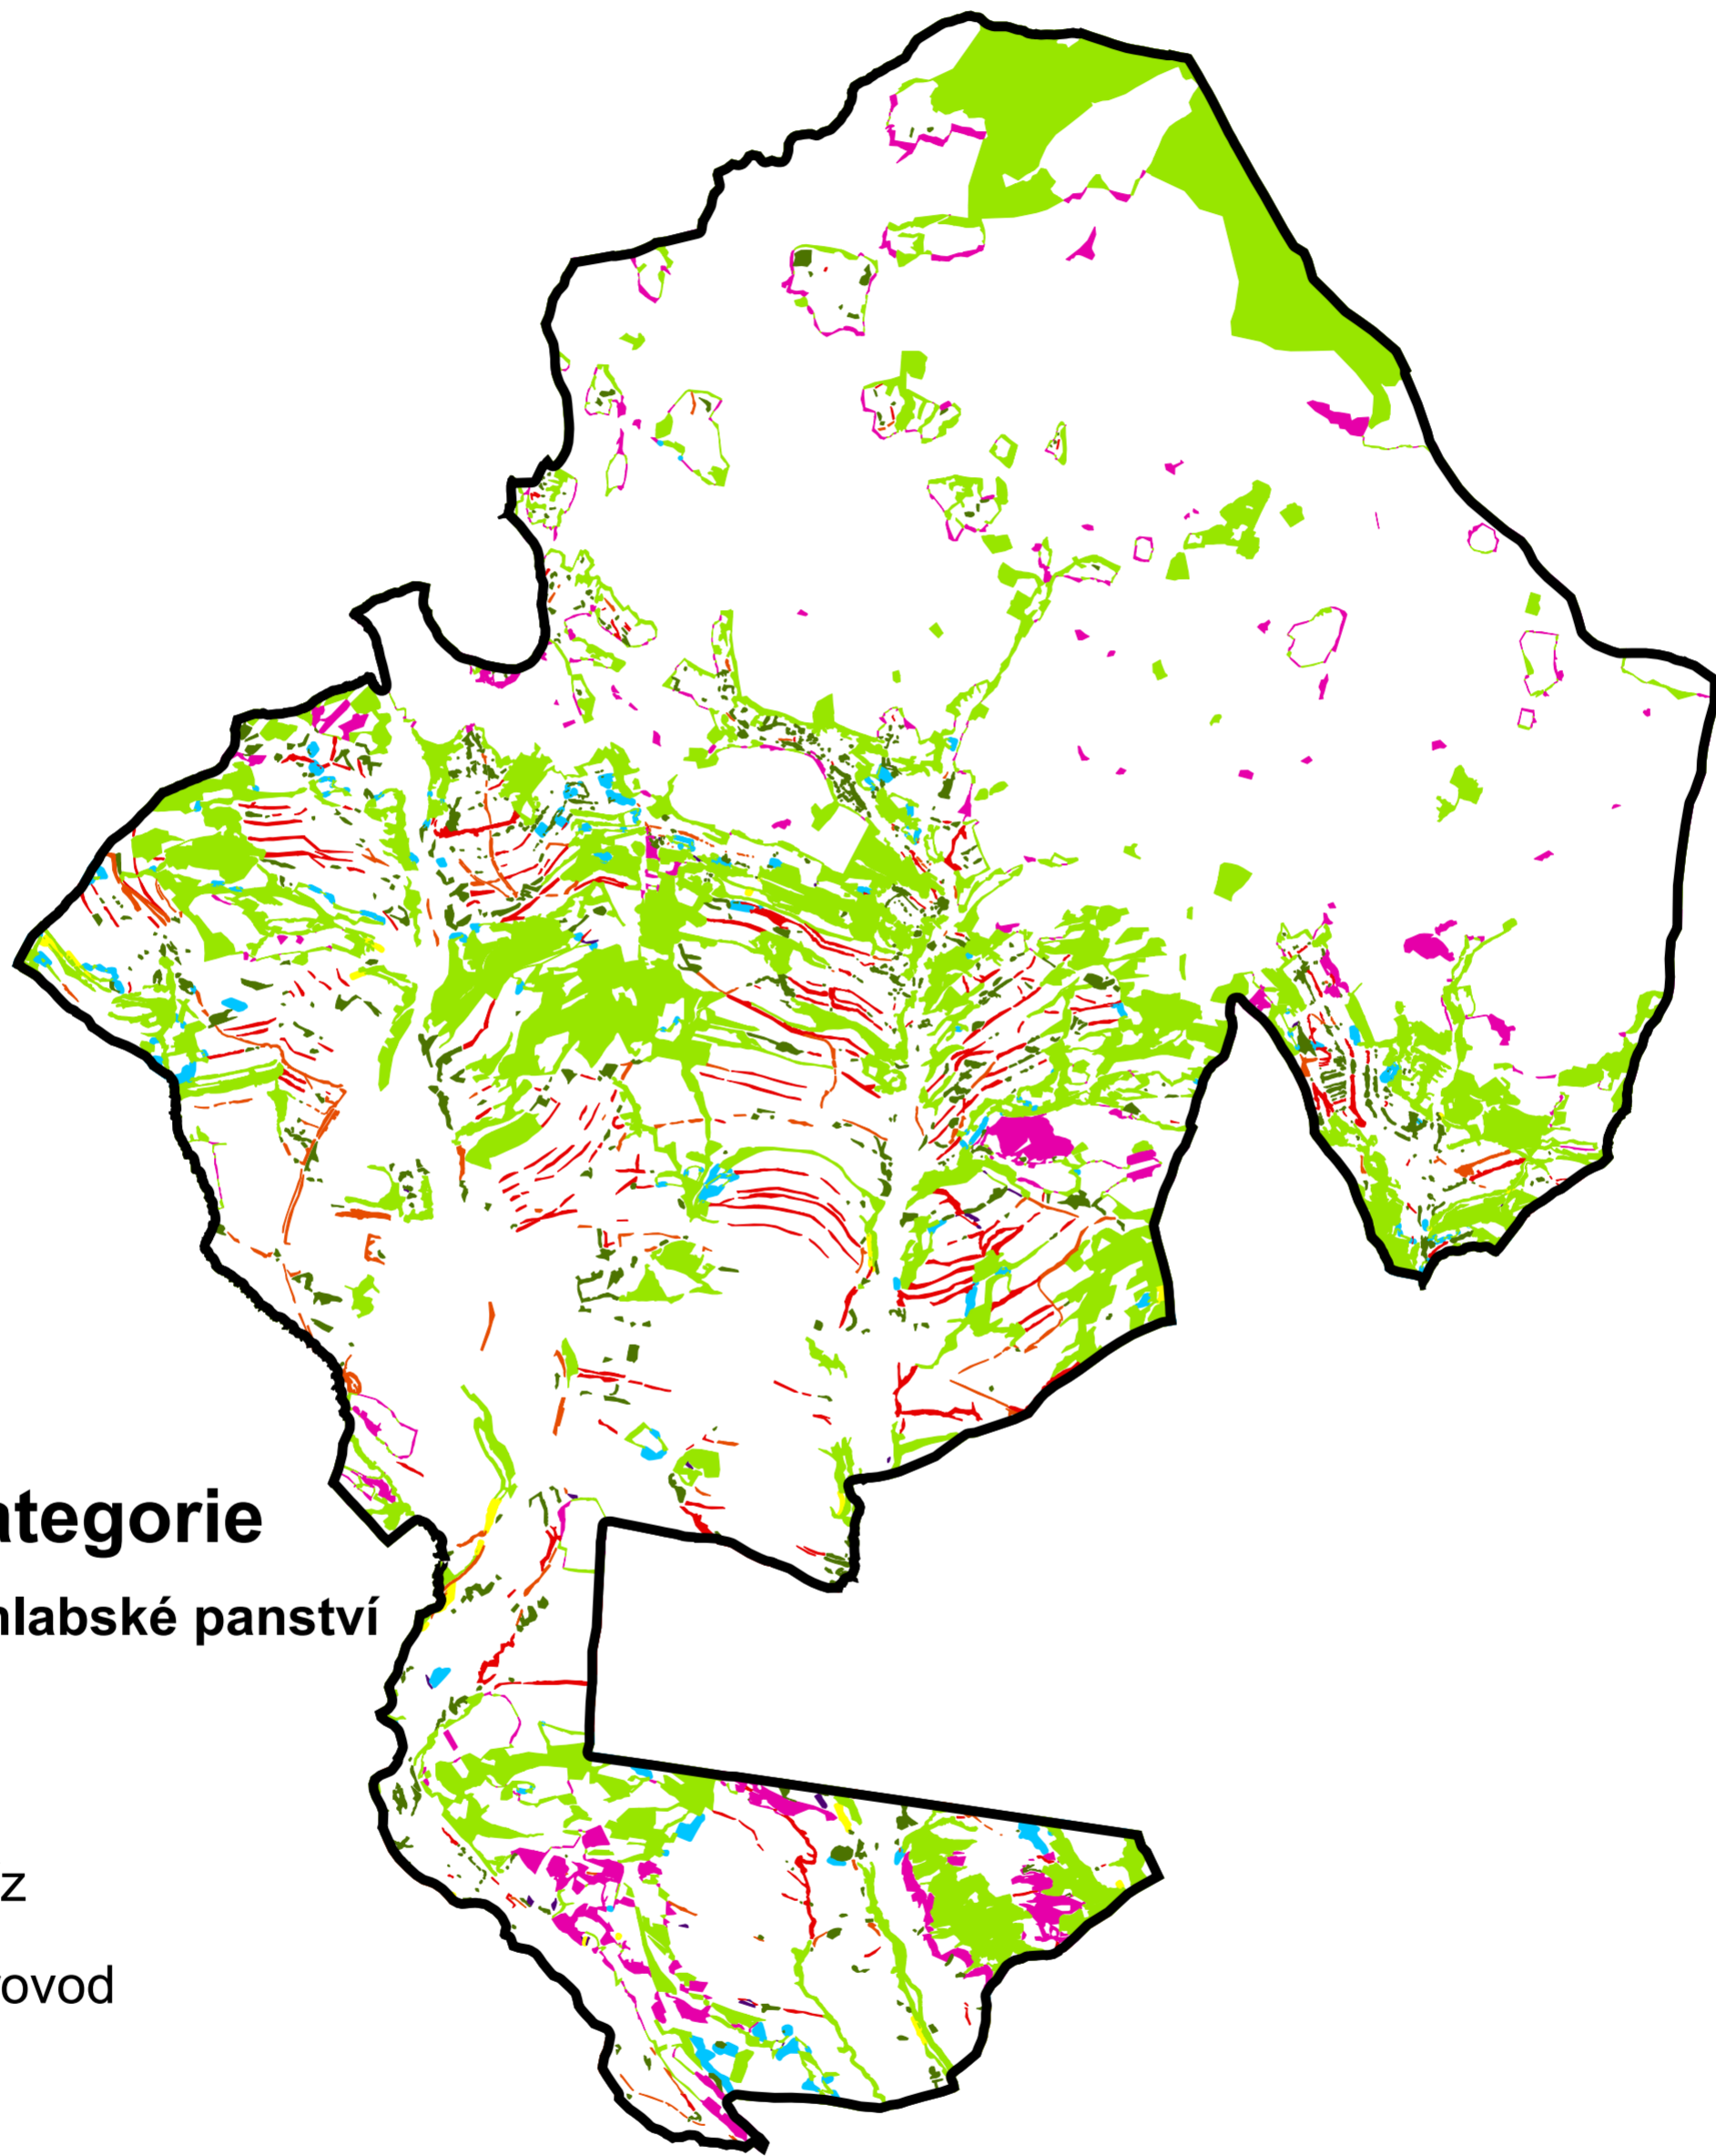 ategorie
hlabské panství
z
ovod